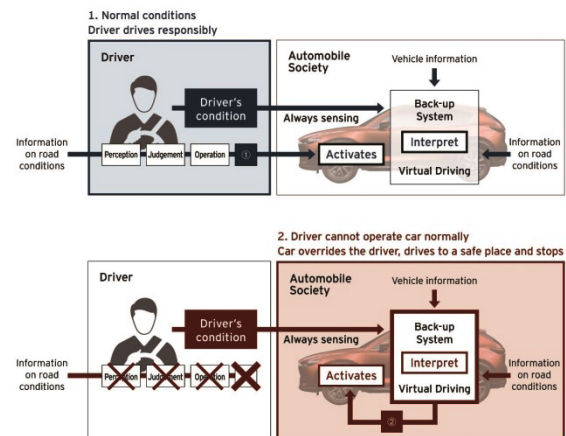 1. Normal conditions
Driver drives responsibly
Driver
Automobile
Society
Vehicle information
Driver's
condition
Always sensing
Back-up
System
Information
on road
conditions
Perception
Judgement
Operation
①
Activates
Interpret
Virtual Driving
Information
on road
conditions
2. Driver cannot operate car normally
Car overrides the driver, drives to a safe place and stops
Driver
Automobile
Society
Vehicle information
Driver's
condition
Always sensing
Back-up
System
Information
on road
conditions
Perception
Judgement
Operation
Activates
Interpret
Virtual Driving
Information
on road
conditions
②